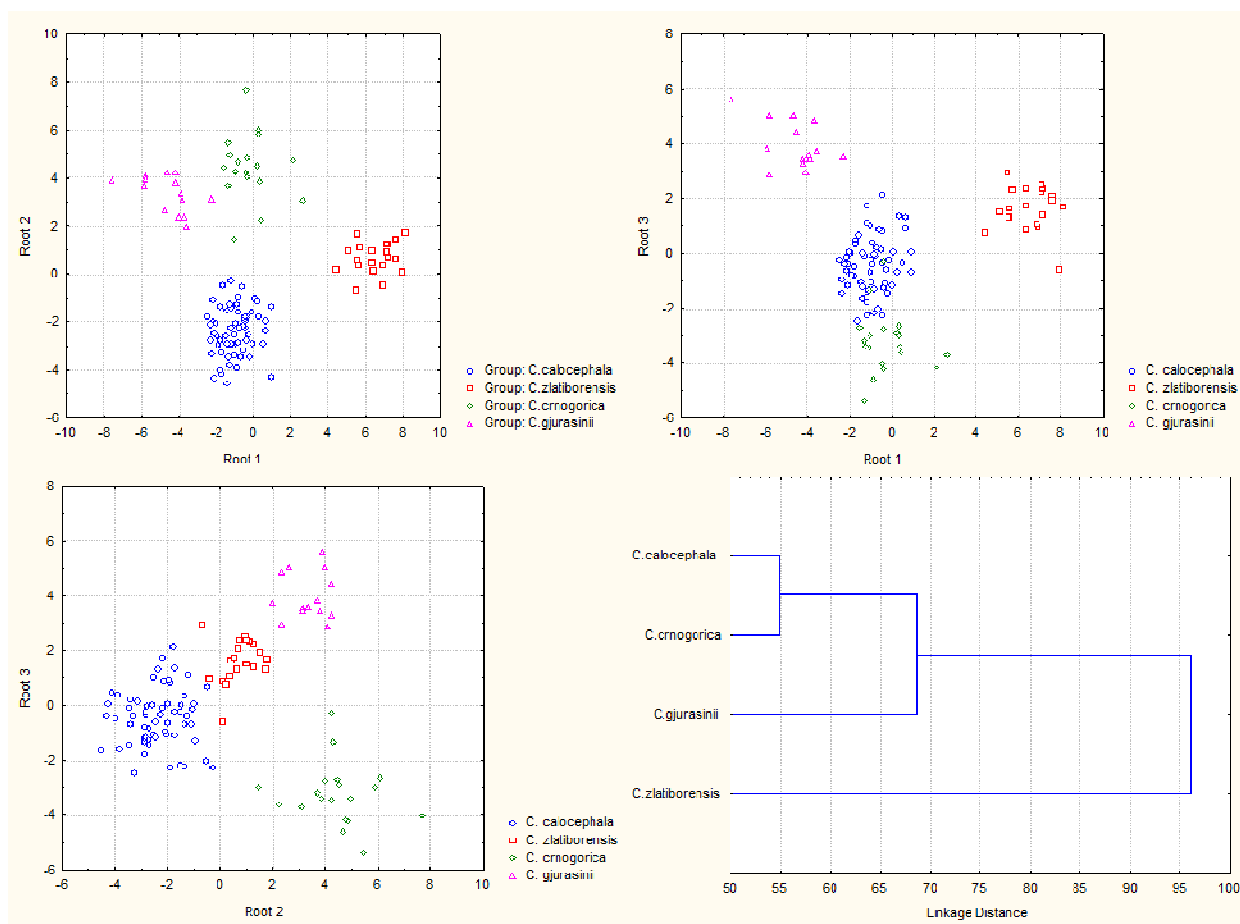 10
8
6
4
2
0
-2
-4
-6
Root 2
-10 -8 -6 -4 -2 0 2 4 6 8 10
Root 1
Group: C.calocephala
Group: C.zlatiborensis
Group: C.crnogorica
Group: C.gjurasinii
8
6
4
2
0
-2
-4
-6
Root 3
-10 -8 -6 -4 -2 0 2 4 6 8 10
Root 1
C. calocephala
C. zlatiborensis
C. crnogorica
C. gjurasinii
8
6
4
2
0
-2
-4
-6
Root 3
-6 -4 -2 0 2 4 6 8 10
Root 2
C. calocephala
C. zlatiborensis
C. crnogorica
C. gjurasinii
C.calocephala
C.crnogorica
C.gjurasinii
C.zlatiborensis
50 55 60 65 70 75 80 85 90 95 100
Linkage Distance